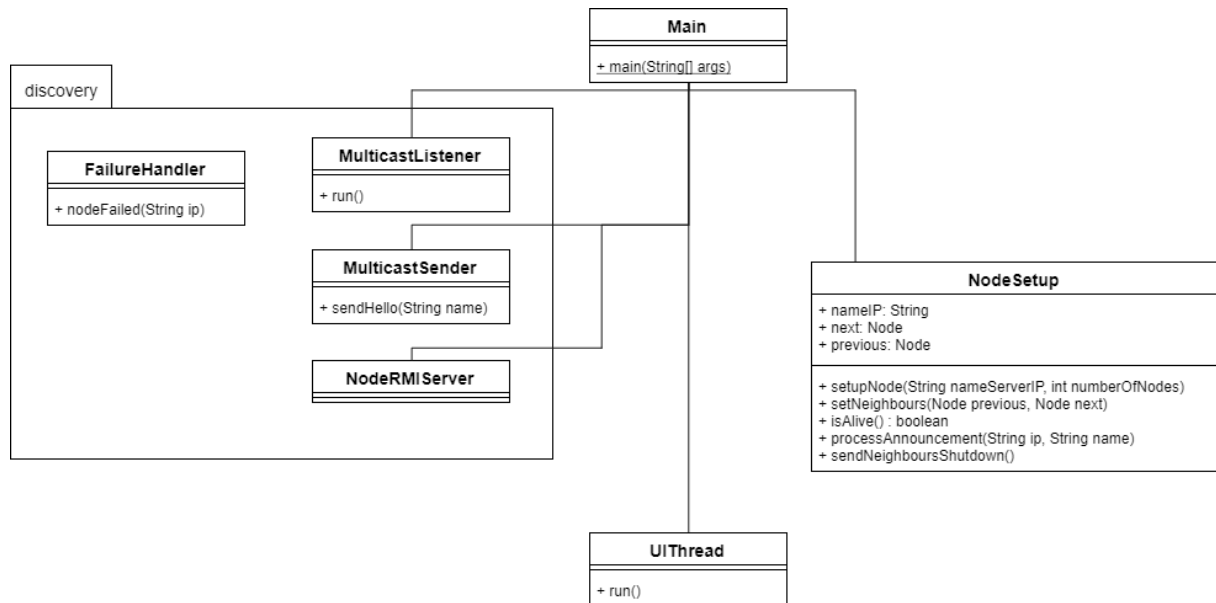 Main
+ main(String[] args)
discovery
FailureHandler
+ nodeFailed(String ip)
MulticastListener
+ run()
MulticastSender
+ sendHello(String name)
NodeRMIServer
NodeSetup
+ nameIP: String
+ next: Node
+ previous: Node
+ setupNode(String nameServerIP, int numberOfNodes)
+ setNeighbours(Node previous, Node next)
+ isAlive() : boolean
+ processAnnouncement(String ip, String name)
+ sendNeighboursShutdown()
UIThread
+ run()